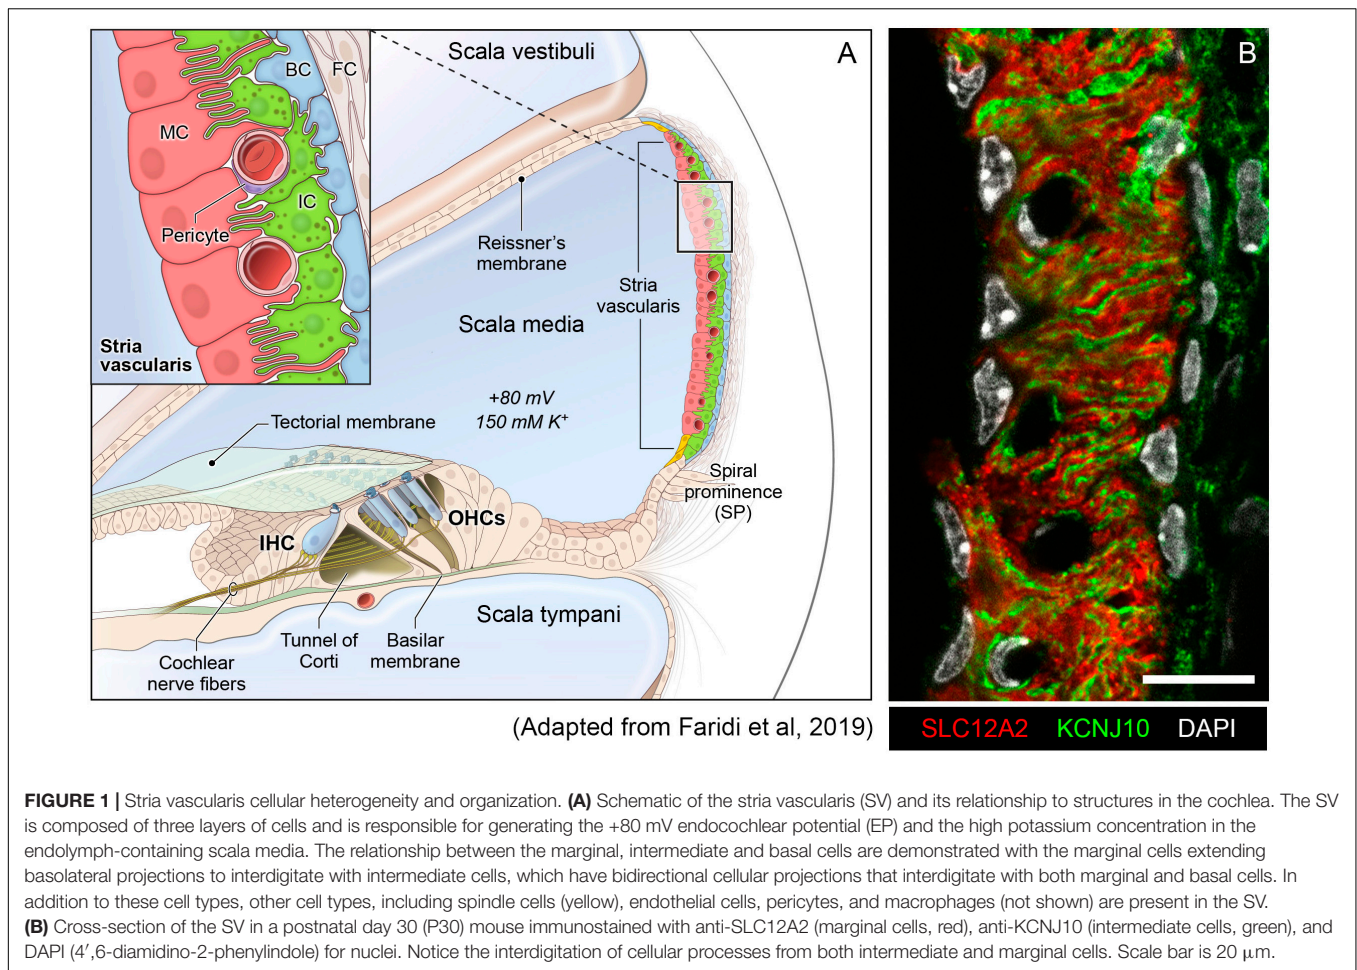 Scala vestibuli
A
BC
FC
MC
IC
Pericyte
Stria
vascularis
Reissner's
membrane
Stria
vascularis
Scala media
+80 mV
150 mM K⁺
Tectorial membrane
Spiral
prominence
(SP)
OHCs
IHC
Scala tympani
Tunnel of
Corti
Basilar
membrane
Cochlear
nerve fibers
B
(Adapted from Faridi et al, 2019)
SLC12A2 KCNJ10 DAPI
FIGURE 1 | Stria vascularis cellular heterogeneity and organization. (A) Schematic of the stria vascularis (SV) and its relationship to structures in the cochlea. The SV
is composed of three layers of cells and is responsible for generating the +80 mV endocochlear potential (EP) and the high potassium concentration in the
endolymph-containing scala media. The relationship between the marginal, intermediate and basal cells are demonstrated with the marginal cells extending
basolateral projections to interdigitate with intermediate cells, which have bidirectional cellular projections that interdigitate with both marginal and basal cells. In
addition to these cell types, other cell types, including spindle cells (yellow), endothelial cells, pericytes, and macrophages (not shown) are present in the SV.
(B) Cross-section of the SV in a postnatal day 30 (P30) mouse immunostained with anti-SLC12A2 (marginal cells, red), anti-KCNJ10 (intermediate cells, green), and
DAPI (4′,6-diamidino-2-phenylindole) for nuclei. Notice the interdigitation of cellular processes from both intermediate and marginal cells. Scale bar is 20 μm.